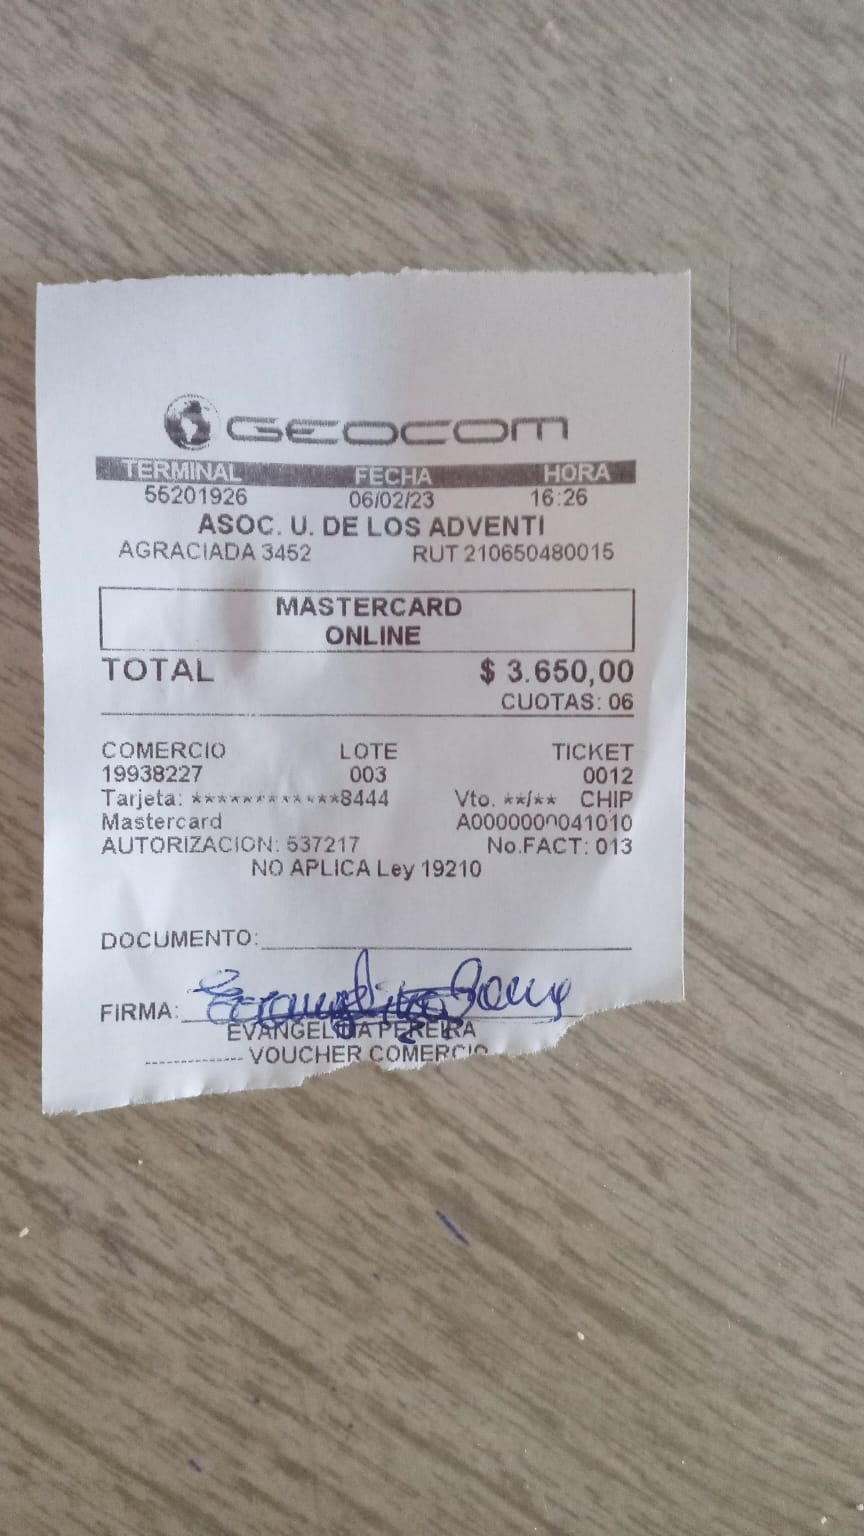 GEOCOM
TERMINAL FECHA HORA
55201926 06/02/23 16:26
ASOC. U. DE LOS ADVENTI
AGRACIADA 3452 RUT 210650480015
MASTERCARD
ONLINE
TOTAL $ 3.650,00
CUOTAS: 06
COMERCIO LOTE TICKET
19938227 003 0012
Tarjeta: ************8444 Vto. **/** CHIP
Mastercard A0000000041010
AUTORIZACION: 537217 No.FACT: 013
NO APLICA Ley 19210
DOCUMENTO:
FIRMA:
EVANGELINA PEREIRA
VOUCHER COMERCIO